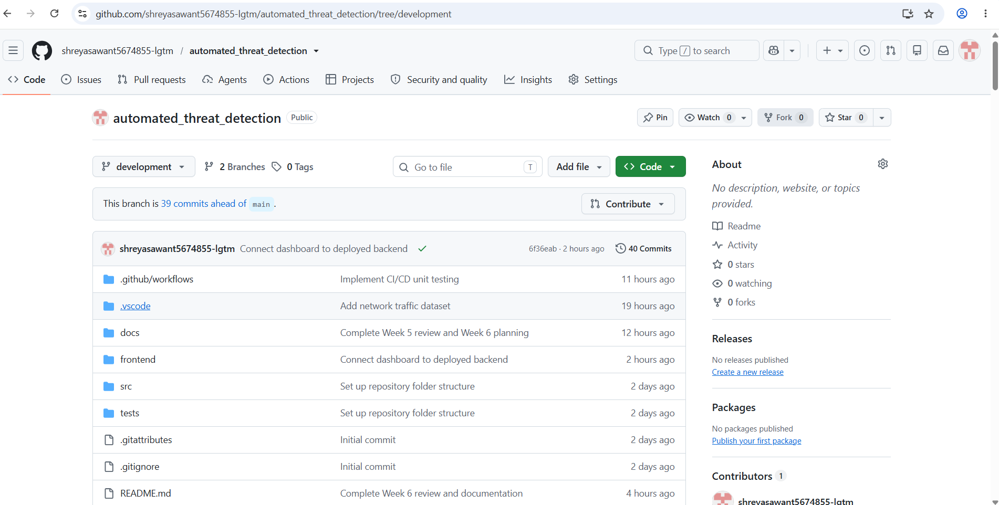 github.com/shreyasawant5674855-lgtm/automated_threat_detection/tree/development
shreyasawant5674855-lgtm / automated_threat_detection
Type / to search
Code Issues Pull requests Agents Actions Projects Security and quality Insights Settings
automated_threat_detection Public
Pin Watch 0 Fork 0 Star 0
development 2 Branches 0 Tags Go to file T Add file Code
This branch is 39 commits ahead of main .
Contribute
shreyasawant5674855-lgtm Connect dashboard to deployed backend 6f36eab · 2 hours ago 40 Commits
.github/workflows Implement CI/CD unit testing 11 hours ago
.vscode Add network traffic dataset 19 hours ago
docs Complete Week 5 review and Week 6 planning 12 hours ago
frontend Connect dashboard to deployed backend 2 hours ago
src Set up repository folder structure 2 days ago
tests Set up repository folder structure 2 days ago
.gitattributes Initial commit 2 days ago
.gitignore Initial commit 2 days ago
README.md Complete Week 6 review and documentation 4 hours ago
About
No description, website, or topics
provided.
Readme
Activity
0 stars
0 watching
0 forks
Releases
No releases published
Create a new release
Packages
No packages published
Publish your first package
Contributors 1
shreyasawant5674855-lgtm